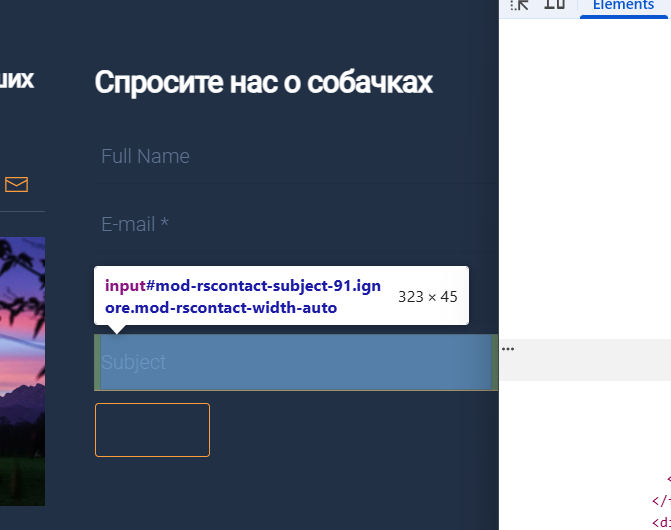 Elements
ших
Спросите нас о собачках
Full Name
E-mail *
input#mod-rscontact-subject-91.ign
ore.mod-rscontact-width-auto
323 × 45
Subject
...
<
</
<d